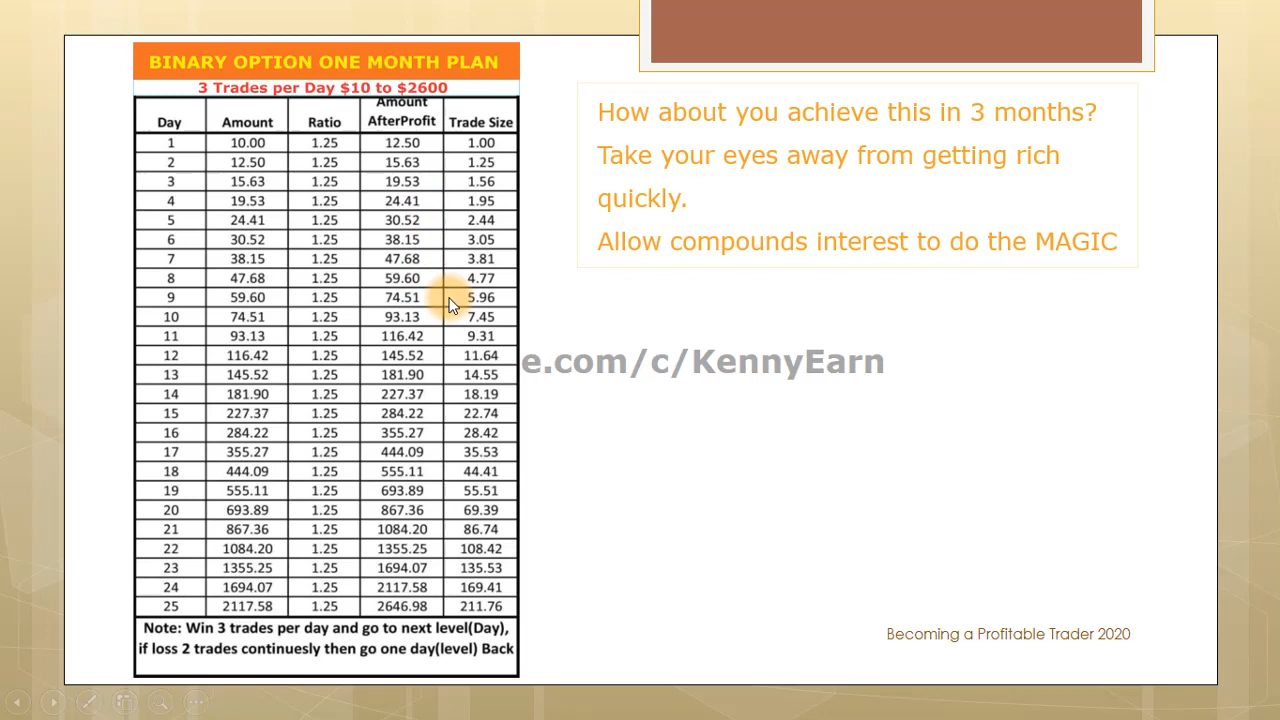 BINARY OPTION ONE MONTH PLAN
3 Trades per Day $10 to $2600
Day Amount Ratio Amount AfterProfit Trade Size
1 10.00 1.25 12.50 1.00
2 12.50 1.25 15.63 1.25
3 15.63 1.25 19.53 1.56
4 19.53 1.25 24.41 1.95
5 24.41 1.25 30.52 2.44
6 30.52 1.25 38.15 3.05
7 38.15 1.25 47.68 3.81
8 47.68 1.25 59.60 4.77
9 59.60 1.25 74.51 5.96
10 74.51 1.25 93.13 7.45
11 93.13 1.25 116.42 9.31
12 116.42 1.25 145.52 11.64
13 145.52 1.25 181.90 14.55
14 181.90 1.25 227.37 18.19
15 227.37 1.25 284.22 22.74
16 284.22 1.25 355.27 28.42
17 355.27 1.25 444.09 35.53
18 444.09 1.25 555.11 44.41
19 555.11 1.25 693.89 55.51
20 693.89 1.25 867.36 69.39
21 867.36 1.25 1084.20 86.74
22 1084.20 1.25 1355.25 108.42
23 1355.25 1.25 1694.07 135.53
24 1694.07 1.25 2117.58 169.41
25 2117.58 1.25 2646.98 211.76
Note: Win 3 trades per day and go to next level(Day),
if loss 2 trades continuesly then go one day(level) Back
How about you achieve this in 3 months?
Take your eyes away from getting rich
quickly.
Allow compounds interest to do the MAGIC
e.com/c/KennyEarn
Becoming a Profitable Trader 2020